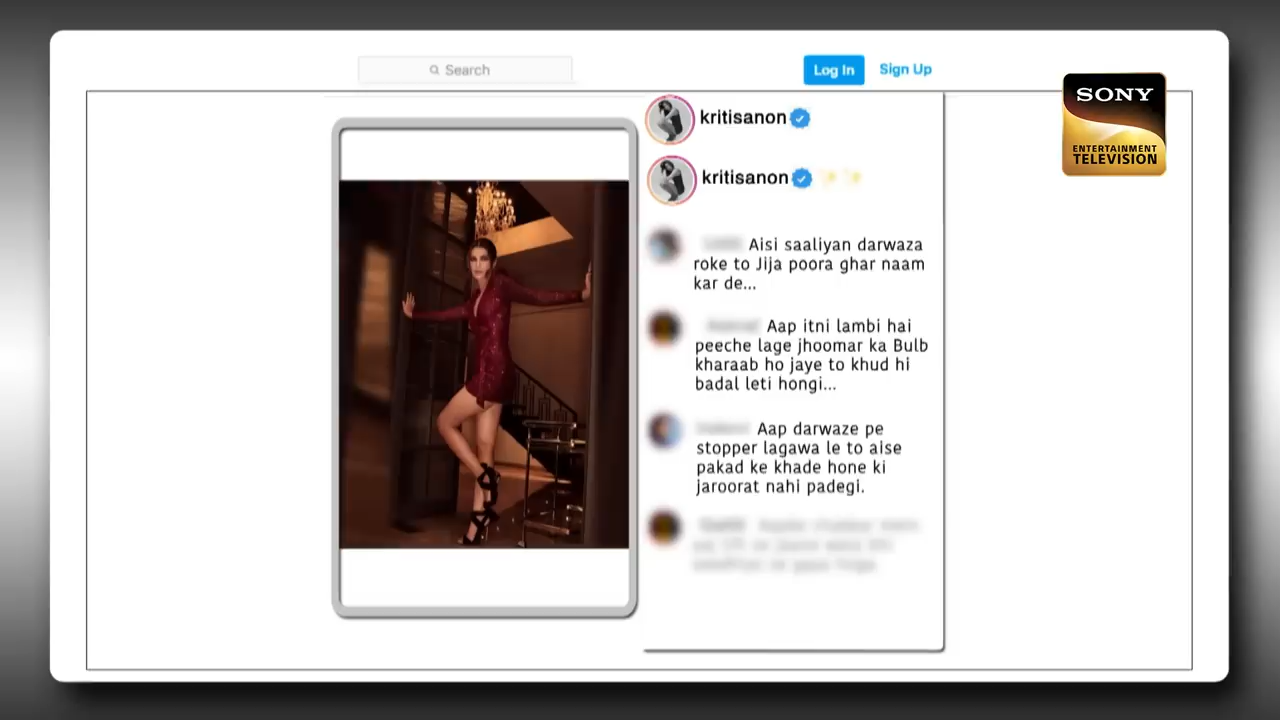 Search
Log In
Sign Up
SONY
ENTERTAINMENT
TELEVISION
kritisanon
kritisanon
Aisi saaliyan darwaza
roke to Jija poora ghar naam
kar de...
Aap itni lambi hai
peeche lage jhoomar ka Bulb
kharaab ho jaye to khud hi
badal leti hongi...
Aap darwaze pe
stopper lagawa le to aise
pakad ke khade hone ki
jaroorat nahi padegi.